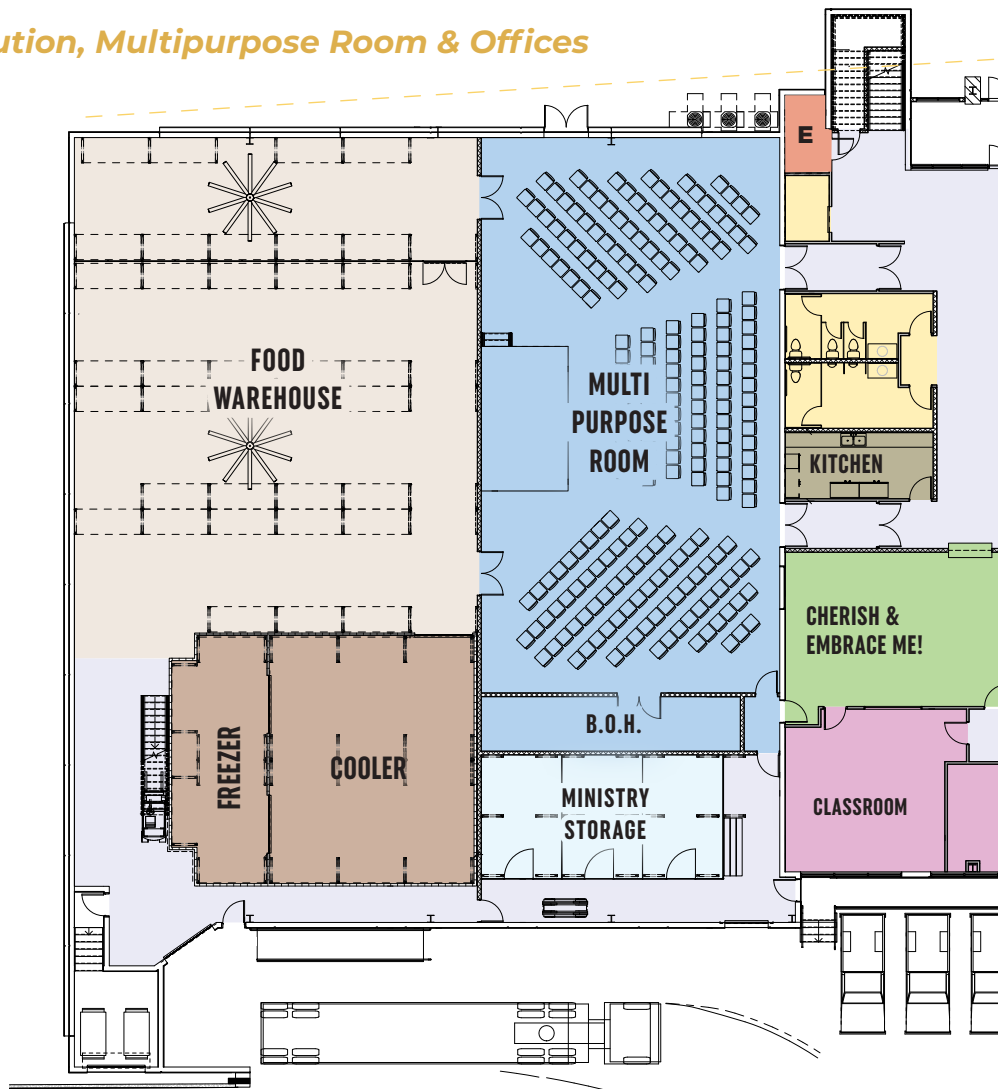 ution, Multipurpose Room & Offices
H
E
FOOD
WAREHOUSE
MULTI
PURPOSE
ROOM
KITCHEN
CHERISH &
EMBRACE ME!
B.O.H.
FREEZER
COOLER
MINISTRY
STORAGE
CLASSROOM